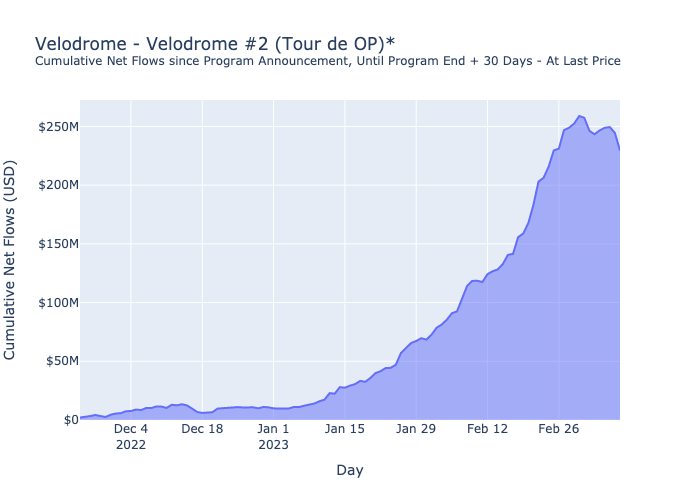 Velodrome - Velodrome #2 (Tour de OP)*
Cumulative Net Flows since Program Announcement, Until Program End + 30 Days - At Last Price
Cumulative Net Flows (USD)
$250M
$200M
$150M
$100M
$50M
$0
Dec 4 Dec 18 Jan 1 Jan 15 Jan 29 Feb 12 Feb 26
2022 2023
Day